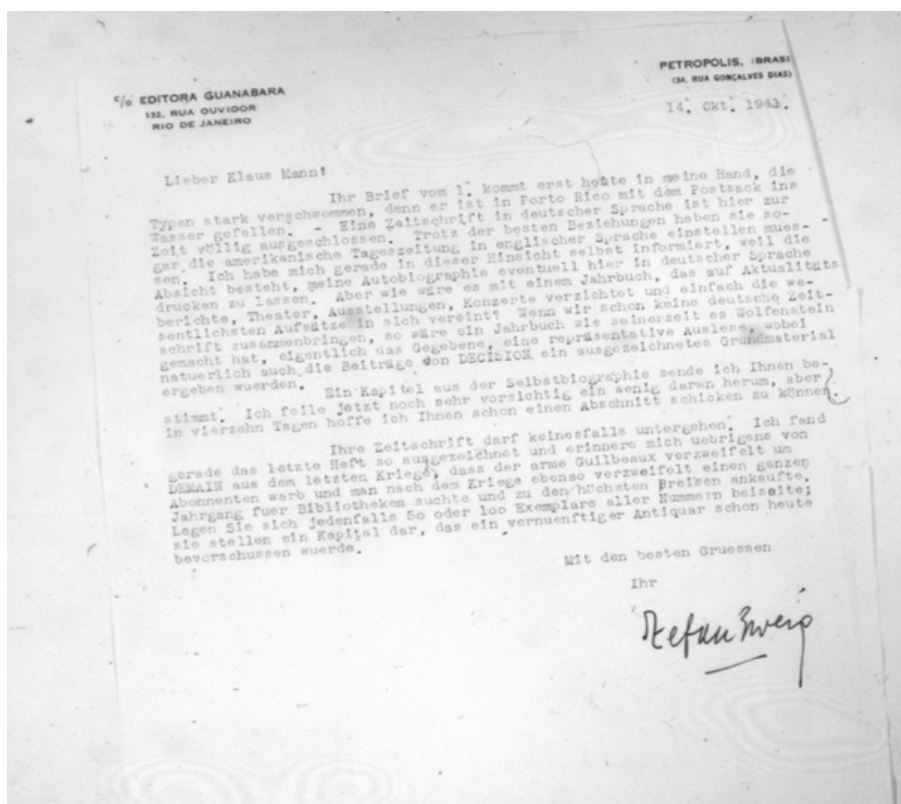 c/o EDITORA GUANABARA
132, RUA OUVIDOR
RIO DE JANEIRO
PETROPOLIS, (BRASI
(34, RUA GONÇALVES DIAS)
14. Okt. 1941.
Lieber Klaus Mann!
Ihr Brief vom 1. kommt erst heute in meine Hand, die
Typen stark verschwommen, denn er ist in Porto Rico mit dem Postsack ins
Wasser gefallen. - Eine Zeitschrift in deutscher Sprache ist hier zur
Zeit völlig ausgeschlossen. Trotz der besten Beziehungen haben sie so-
gar die amerikanische Tageszeitung in englischer Sprache einstellen mues-
sen. Ich habe mich gerade in dieser Hinsicht selbst informiert, weil die
Absicht besteht, meine Autobiographie eventuell hier in deutscher Sprache
drucken zu lassen. Aber wie wäre es mit einem Jahrbuch, das auf Aktualitäts
berichte, Theater, Ausstellungen, Konzerte verzichtet und einfach die we-
sentlichsten Aufsätze in sich vereint? Wenn wir schon keine deutsche Zeit-
schrift zusammenbringen, so wäre ein Jahrbuch wie seinerzeit es Wolfenstein
gemacht hat, eigentlich das Gegebene, eine repräsentative Auslese, wobei
natuerlich auch die Beiträge von DECISION ein ausgezeichnetes Grundmaterial
ergeben wuerden.
Ein Kapitel aus der Selbstbiographie sende ich Ihnen be-
stimmt. Ich feile jetzt noch sehr vorsichtig ein wenig daran herum, aber
in vierzehn Tagen hoffe ich Ihnen schon einen Abschnitt schicken zu können.
Ihre Zeitschrift darf keinesfalls untergehen. Ich fand
gerade das letzte Heft so ausgezeichnet und erinnere mich uebrigens von
DEMAIN aus dem letzten Kriege, dass der arme Guilbeaux verzweifelt um
Abonnenten warb und man nach dem Kriege ebenso verzweifelt einen ganzen
Jahrgang fuer Bibliotheken suchte und zu den höchsten Preisen ankaufte.
Legen Sie sich jedenfalls 50 oder 100 Exemplare aller Nummern beiseite;
sie stellen ein Kapital dar, das ein vernuenftiger Antiquar schon heute
bevorschussen wuerde.
Mit den besten Gruessen
Ihr
Stefan Zweig